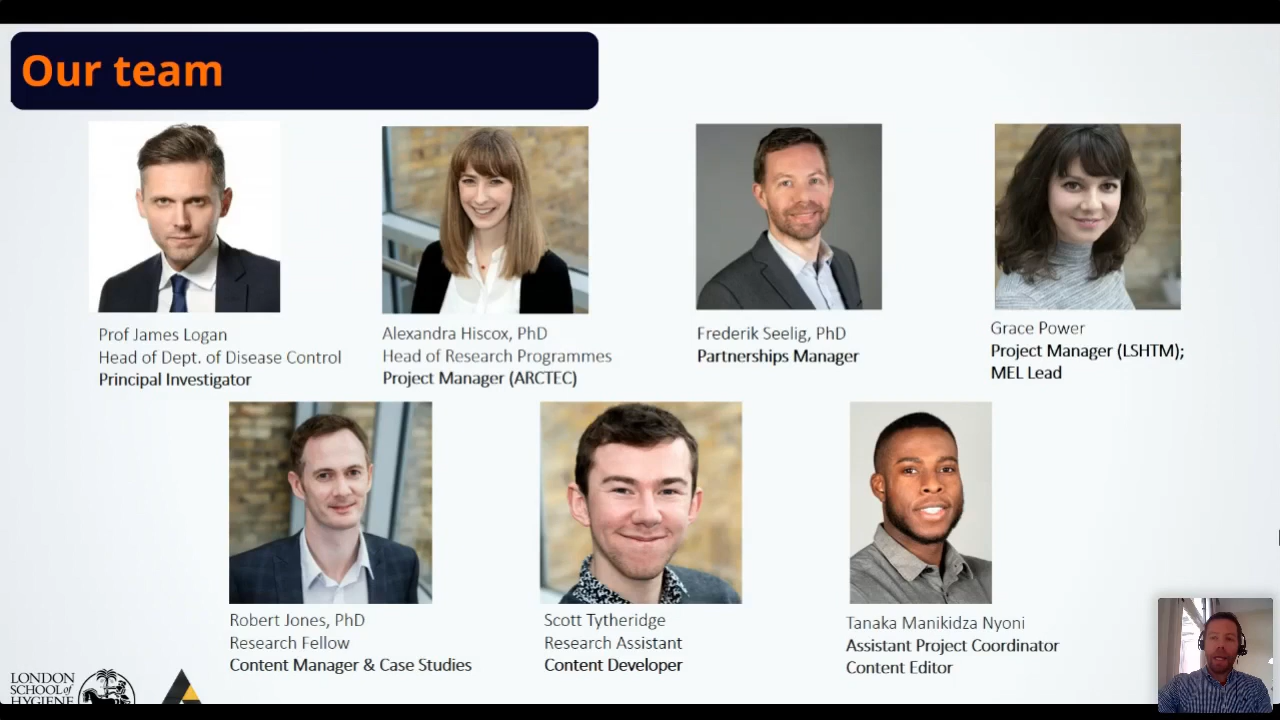 Our team
Prof James Logan
Head of Dept. of Disease Control
Principal Investigator
Alexandra Hiscox, PhD
Head of Research Programmes
Project Manager (ARCTEC)
Frederik Seelig, PhD
Partnerships Manager
Grace Power
Project Manager (LSHTM);
MEL Lead
Robert Jones, PhD
Research Fellow
Content Manager & Case Studies
Scott Tytheridge
Research Assistant
Content Developer
Tanaka Manikidza Nyoni
Assistant Project Coordinator
Content Editor
LONDON
SCHOOL of
HYGIENE